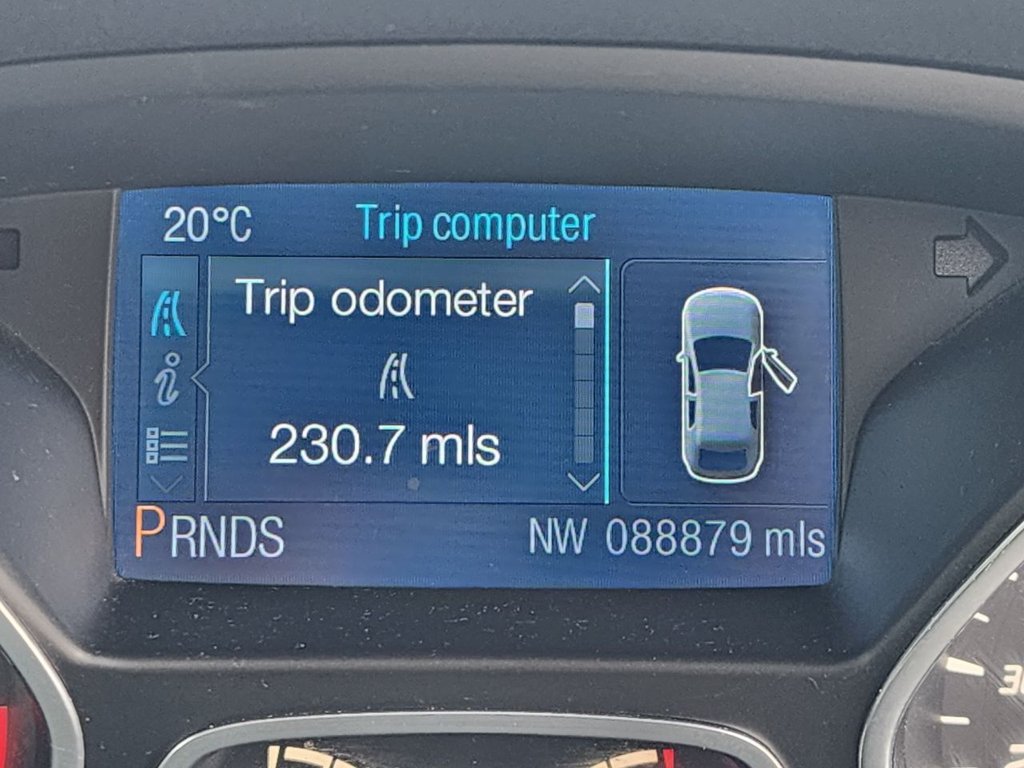 20°C Trip computer
Trip odometer
230.7 mls
PRNDS NW 088879 mls